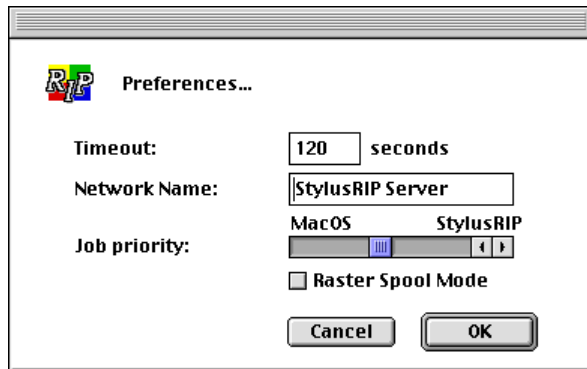 RIP Preferences...
Timeout: 120 seconds
Network Name: StylusRIP Server
MacOS StylusRIP
Job priority:
Raster Spool Mode
Cancel OK